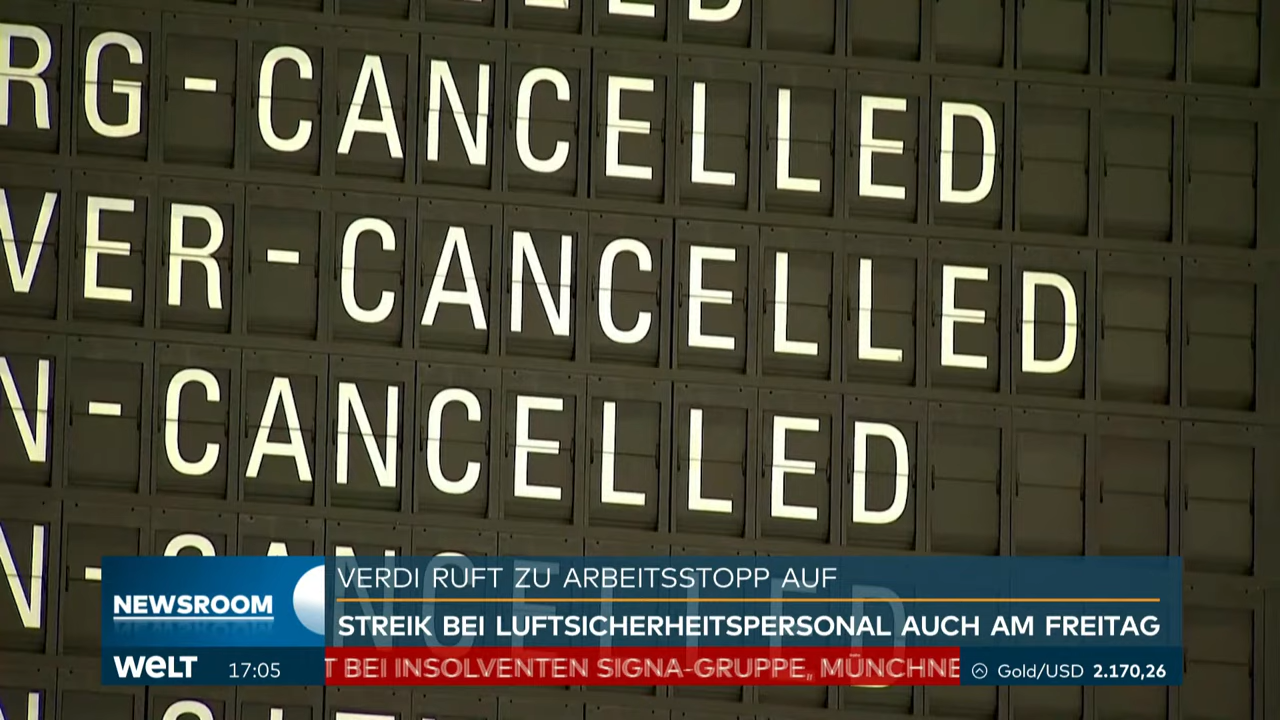 RG-CANCELLED
VER-CANCELLED
N-CANCELLED
N-CANCELLED
NEWSROOM
VERDI RUFT ZU ARBEITSSTOPP AUF
STREIK BEI LUFTSICHERHEITSPERSONAL AUCH AM FREITAG
welt 17:05
T BEI INSOLVENTEN SIGNA-GRUPPE, MÜNCHNE
Gold/USD 2.170,26